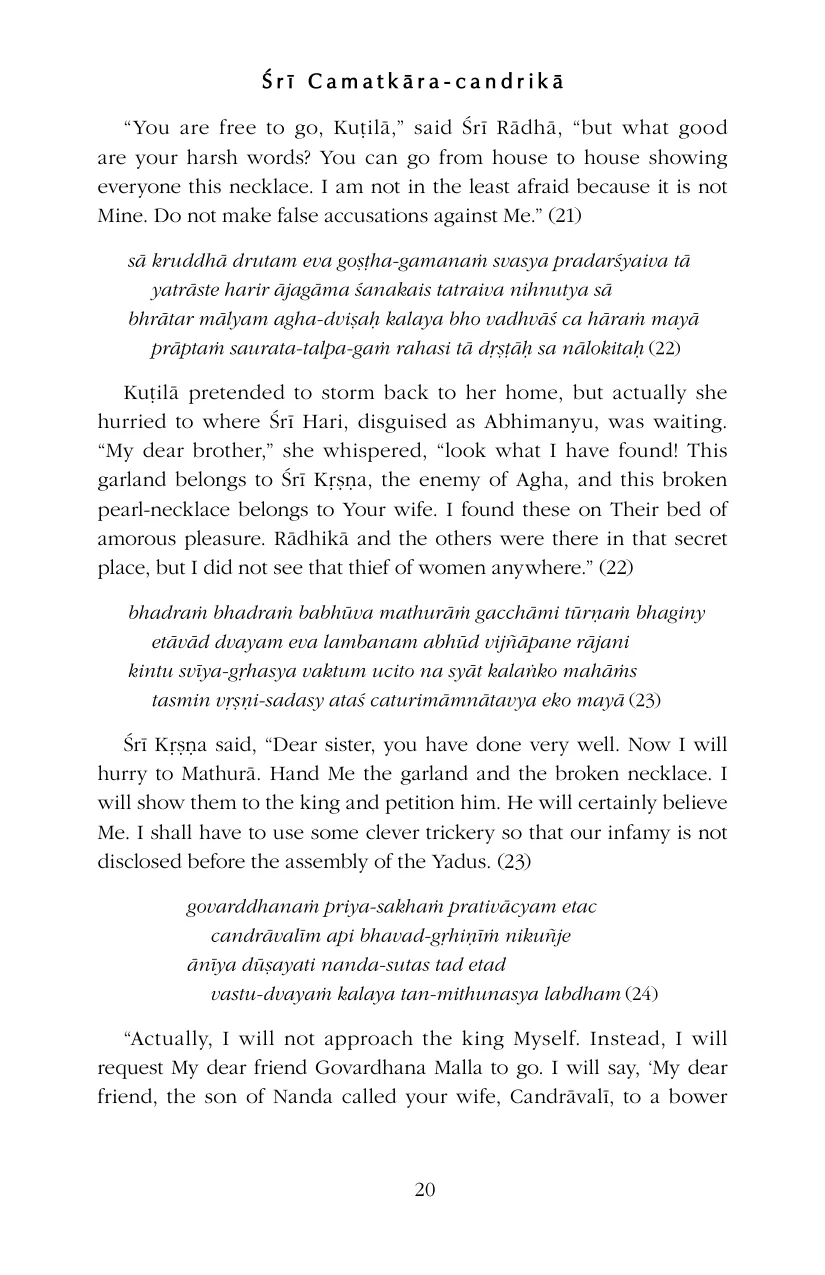 Śrī Camatkāra-candrikā
“You are free to go, Kuṭilā,” said Śrī Rādhā, “but what good
are your harsh words? You can go from house to house showing
everyone this necklace. I am not in the least afraid because it is not
Mine. Do not make false accusations against Me.” (21)
sā kruddhā drutam eva goṣṭha-gamanaṁ svasya pradarśyaiva tā
yatrāste harir ājagāma śanakais tatraiva nihnutya sā
bhrātar mālyam agha-dviṣaḥ kalaya bho vadhvāś ca hāraṁ mayā
prāptaṁ saurata-talpa-gaṁ rahasi tā dṛṣṭāḥ sa nālokitaḥ (22)
Kuṭilā pretended to storm back to her home, but actually she
hurried to where Śrī Hari, disguised as Abhimanyu, was waiting.
“My dear brother,” she whispered, “look what I have found! This
garland belongs to Śrī Kṛṣṇa, the enemy of Agha, and this broken
pearl-necklace belongs to Your wife. I found these on Their bed of
amorous pleasure. Rādhikā and the others were there in that secret
place, but I did not see that thief of women anywhere.” (22)
bhadraṁ bhadraṁ babhūva mathurāṁ gacchāmi tūrṇaṁ bhaginy
etāvād dvayam eva lambanam abhūd vijñāpane rājani
kintu svīya-gṛhasya vaktum ucito na syāt kalaṅko mahāṁs
tasmin vṛṣṇi-sadasy ataś caturimāmnātavya eko mayā (23)
Śrī Kṛṣṇa said, “Dear sister, you have done very well. Now I will
hurry to Mathurā. Hand Me the garland and the broken necklace. I
will show them to the king and petition him. He will certainly believe
Me. I shall have to use some clever trickery so that our infamy is not
disclosed before the assembly of the Yadus. (23)
govarddhanaṁ priya-sakhaṁ prativācyam etac
candrāvalīm api bhavad-gṛhiṇīṁ nikuñje
ānīya dūṣayati nanda-sutas tad etad
vastu-dvayaṁ kalaya tan-mithunasya labdham (24)
“Actually, I will not approach the king Myself. Instead, I will
request My dear friend Govardhana Malla to go. I will say, ‘My dear
friend, the son of Nanda called your wife, Candrāvalī, to a bower
20